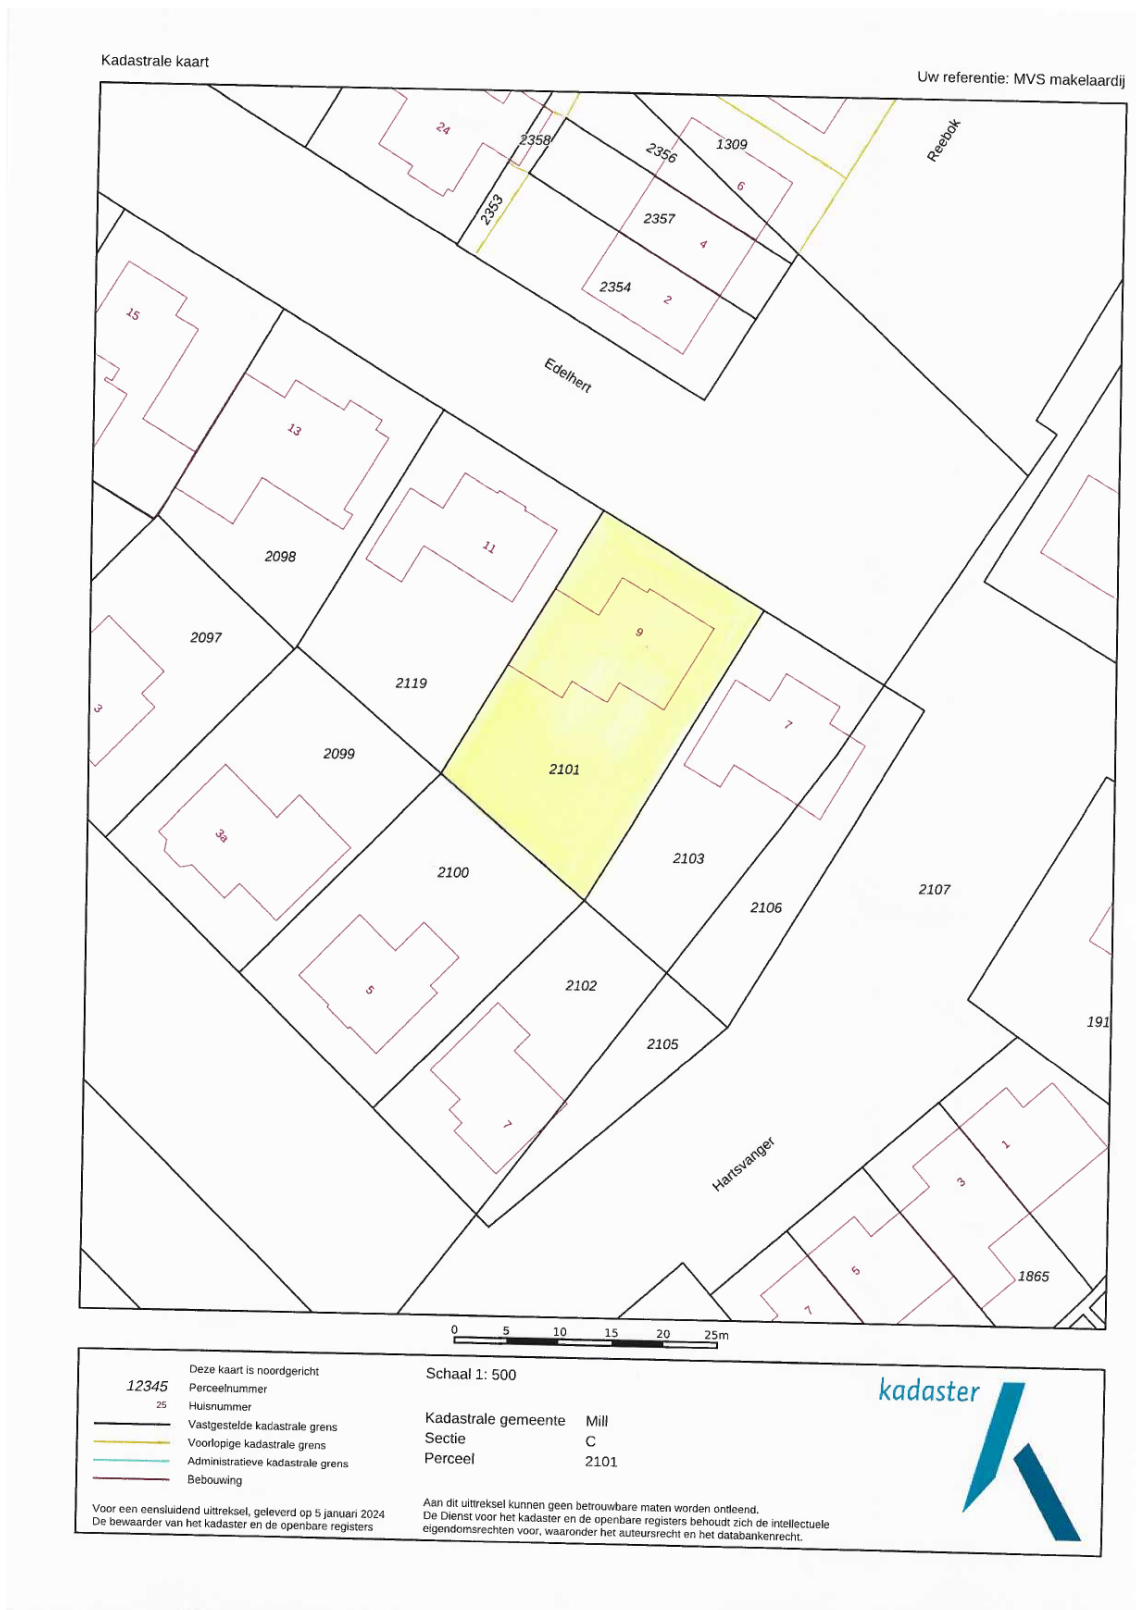 Kadastrale kaart
Uw referentie: MVS makelaardij
24
2358
2353
2356
1309
6
2357
4
2354
2
Reebok
Edelhert
15
13
11
2098
2097
3
2119
9
2101
7
2099
3a
2100
2103
2106
2107
5
2102
2105
7
191
Hartsvanger
1
3
5
7
1865
0 5 10 15 20 25m
Deze kaart is noordgericht
12345 Perceelnummer
25 Huisnummer
Vastgestelde kadastrale grens
Voorlopige kadastrale grens
Administratieve kadastrale grens
Bebouwing
Voor een eensluidend uittreksel, geleverd op 5 januari 2024
De bewaarder van het kadaster en de openbare registers
Schaal 1: 500
Kadastrale gemeente Mill
Sectie C
Perceel 2101
Aan dit uittreksel kunnen geen betrouwbare maten worden ontleend.
De Dienst voor het kadaster en de openbare registers behoudt zich de intellectuele
eigendomsrechten voor, waaronder het auteursrecht en het databankenrecht.
kadaster